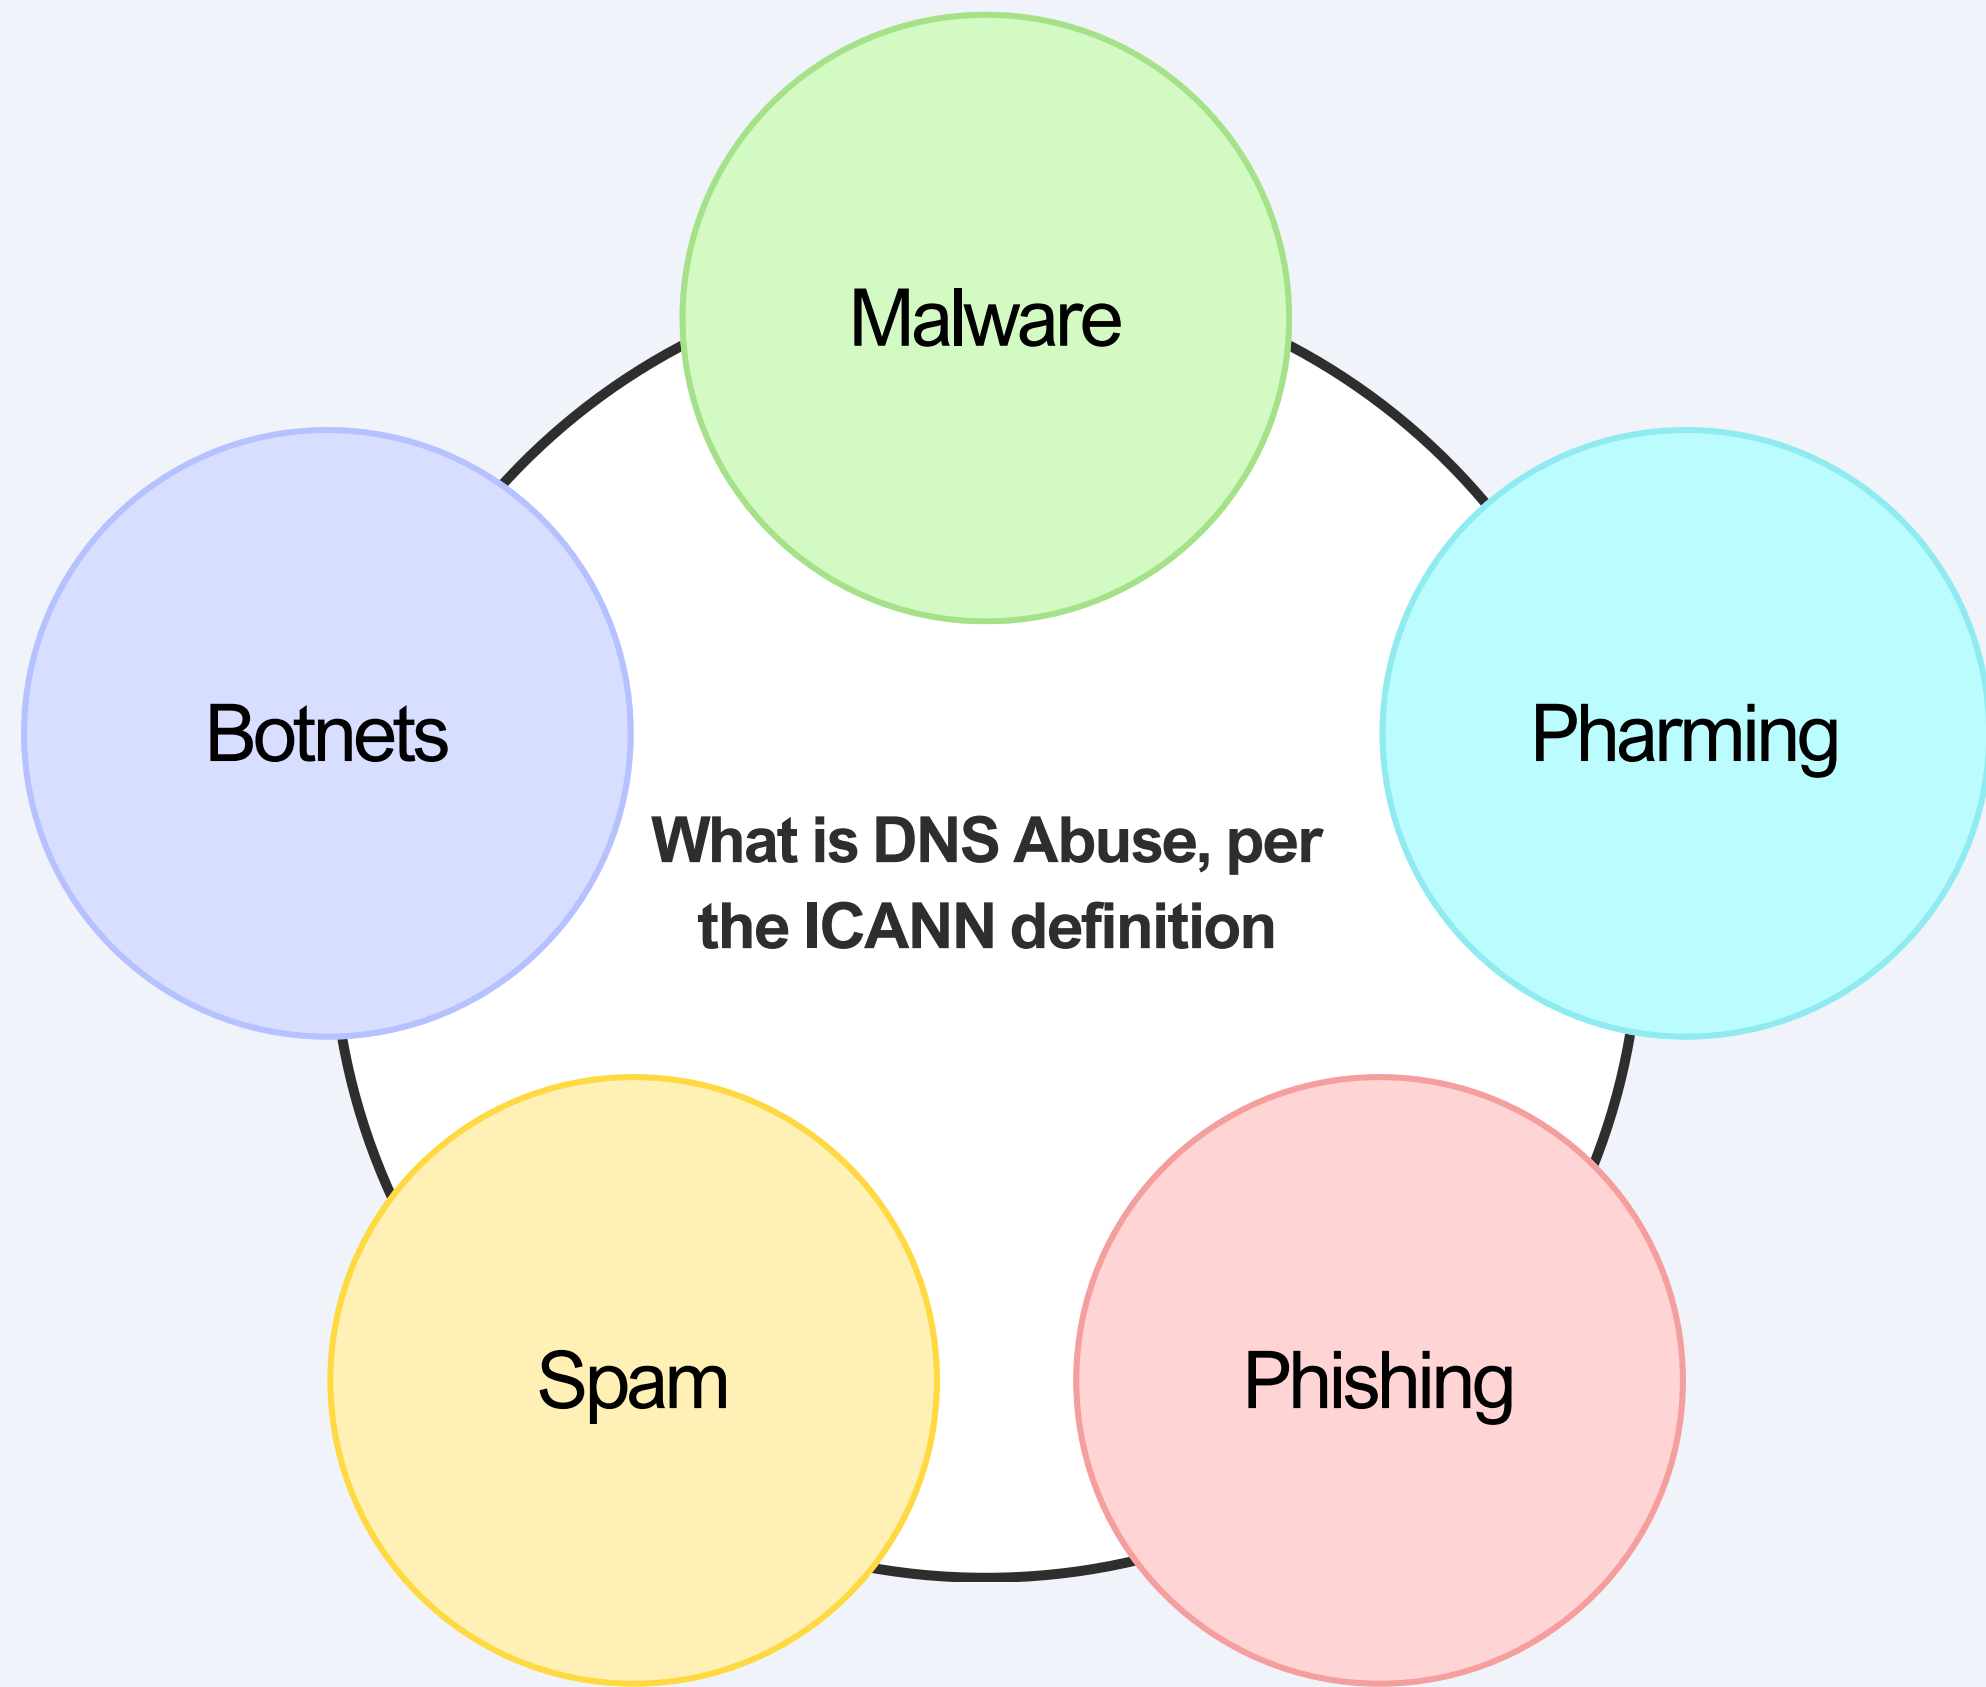 Malware
Botnets
Pharming
What is DNS Abuse, per
the ICANN definition
Spam
Phishing